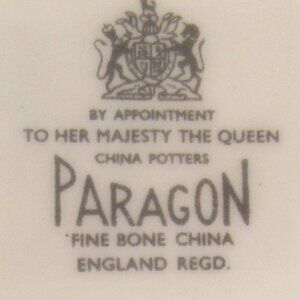 BY APPOINTMENT
TO HER MAJESTY THE QUEEN
CHINA POTTERS
PARAGON
FINE BONE CHINA
ENGLAND REGD.